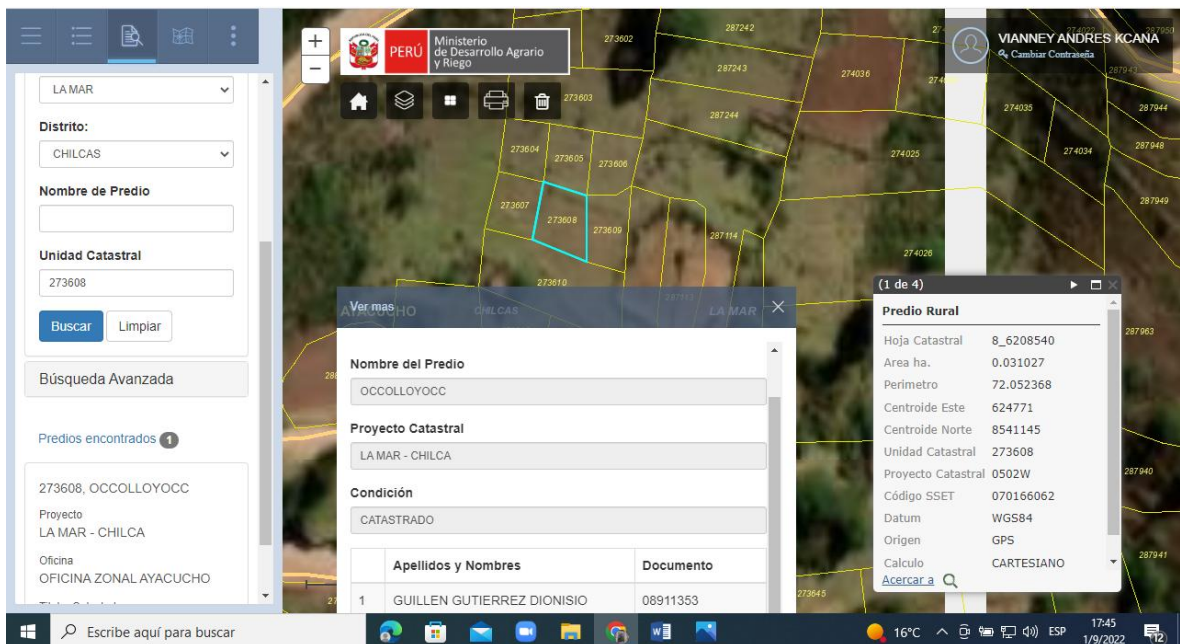 LA MAR
Distrito:
CHILCAS
Nombre de Predio
Unidad Catastral
273608
Buscar Limpiar
Búsqueda Avanzada
Predios encontrados 1
273608, OCCOLLOYOCC
Proyecto
LA MAR - CHILCA
Oficina
OFICINA ZONAL AYACUCHO
+
−
PERÚ
Ministerio
de Desarrollo Agrario
y Riego
VIANNEY ANDRES KCANA
Cambiar Contraseña
273602
287242
287243
274036
273603
287244
274035
287944
274034
287948
273604
273605
273606
274025
287949
273607
273608
273609
287114
274026
273610
AYACUCHO CHILCAS LA MAR
287963
287940
287941
273645
Ver mas
Nombre del Predio
OCCOLLOYOCC
Proyecto Catastral
LA MAR - CHILCA
Condición
CATASTRADO
Apellidos y Nombres Documento
1 GUILLEN GUTIERREZ DIONISIO 08911353
(1 de 4)
Predio Rural
Hoja Catastral 8_6208540
Area ha. 0.031027
Perimetro 72.052368
Centroide Este 624771
Centroide Norte 8541145
Unidad Catastral 273608
Proyecto Catastral 0502W
Código SSET 070166062
Datum WGS84
Origen GPS
Calculo CARTESIANO
Acercar a
Escribe aquí para buscar
16°C
ESP
17:45
1/9/2022